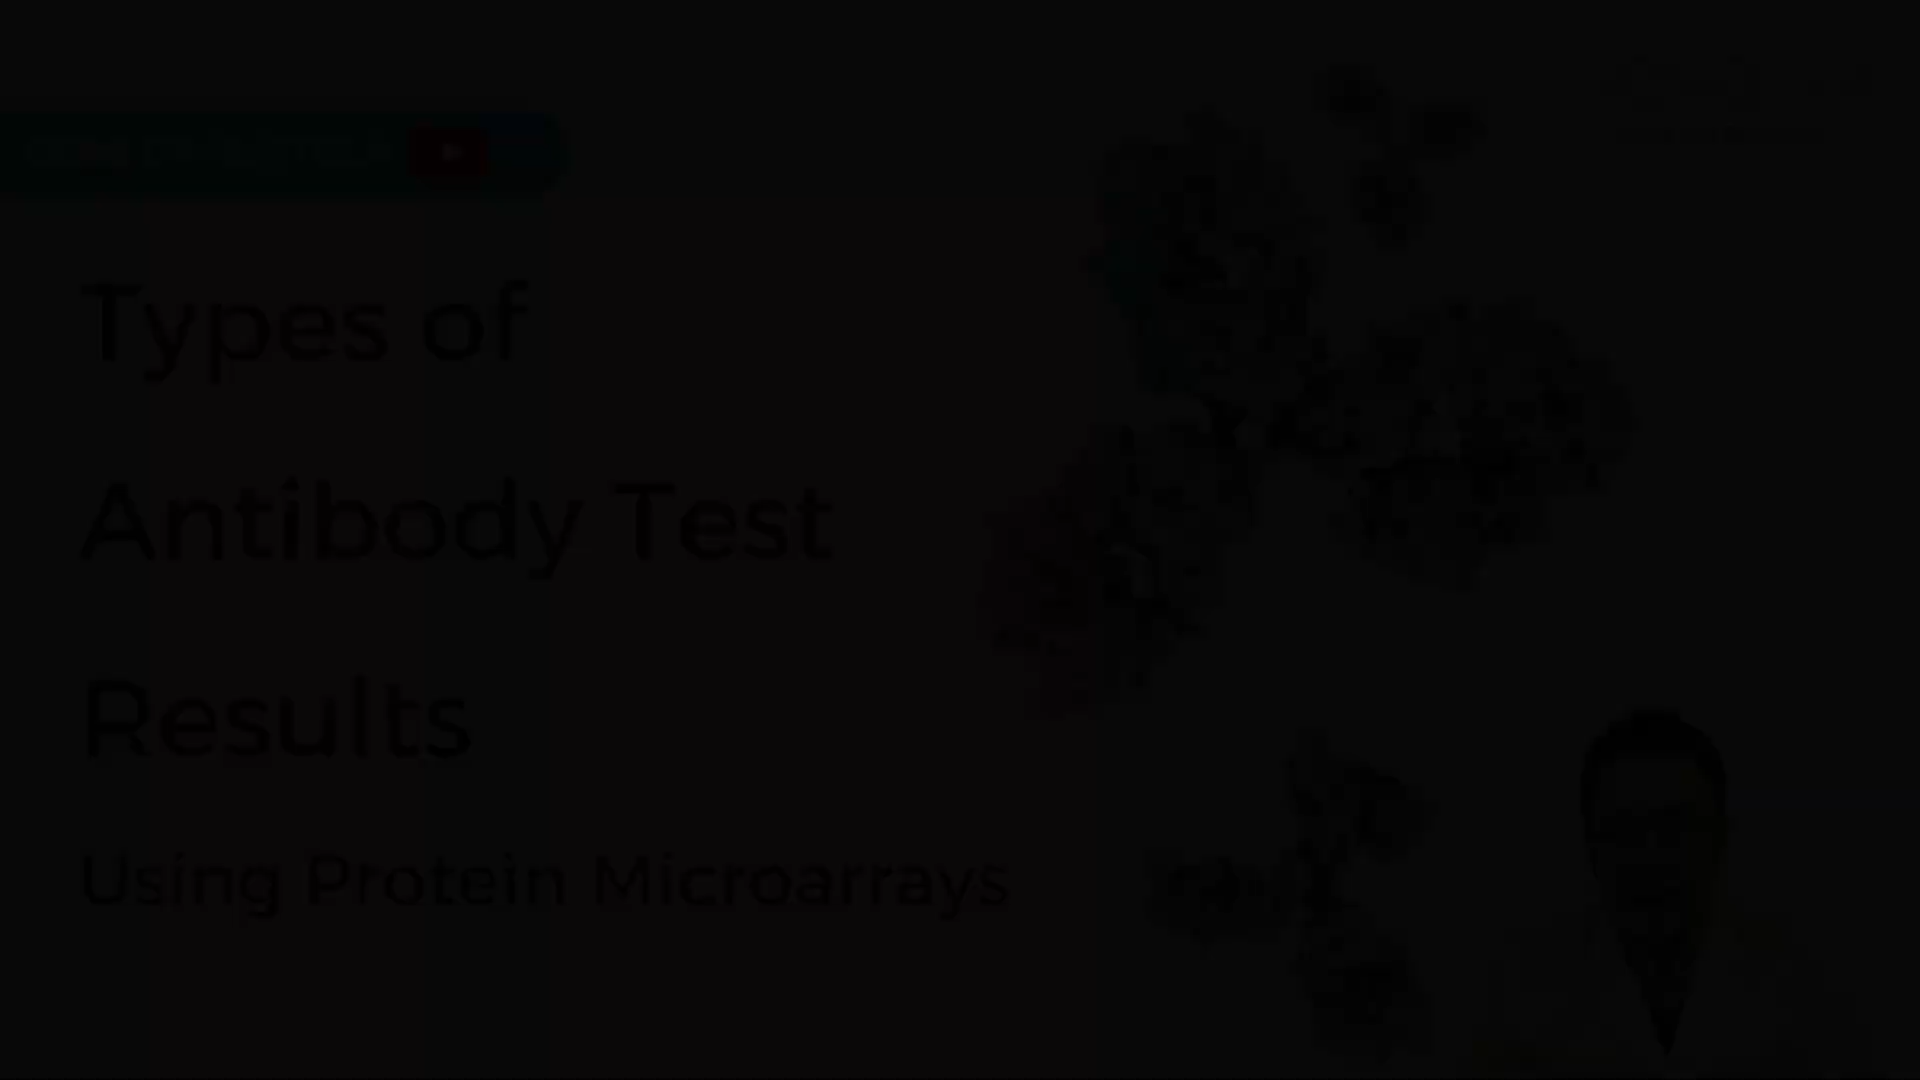 Types of
Antibody Test
Results
Using Protein Microarrays